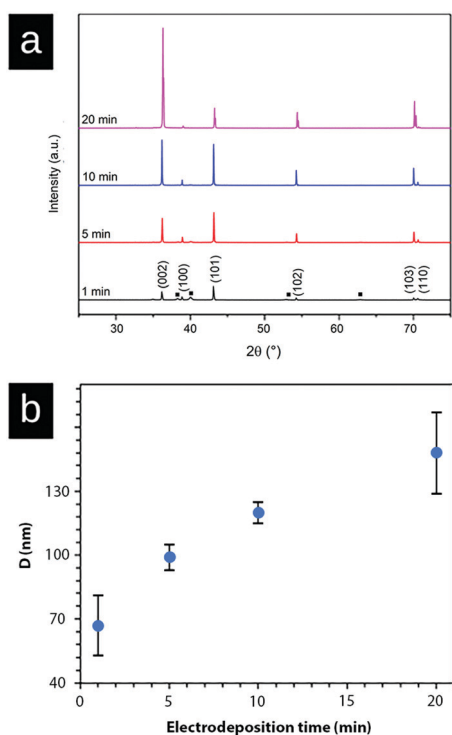 a
20 min
10 min
5 min
1 min
(002)
(100)
(101)
(102)
(103)
(110)
Intensity (a.u.)
30 40 50 60 70
2θ (°)
b
130
100
70
40
D (nm)
0 5 10 15 20
Electrodeposition time (min)